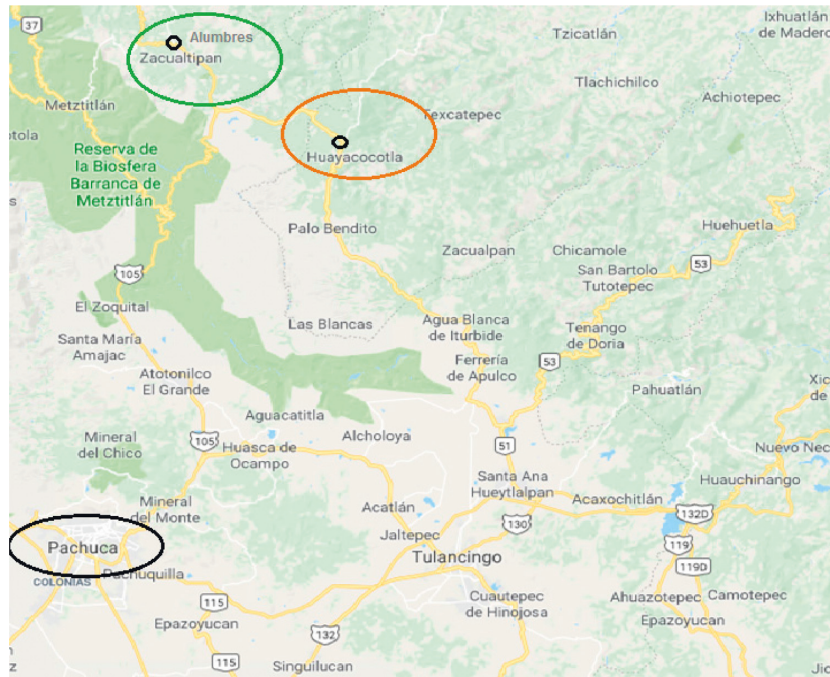 Ixhuatlán
de Madero
37
Alumbres
Tzicatlán
Zacualtipan
Tlachichilco
Achiotepec
Metztitlán
Texcatepec
Reserva de
la Biosfera
Barranca de
Metztitlán
Huayacocotla
Palo Bendito
Huehuetla
Zacualpan
Chicamole
53
San Bartolo
Tutotepec
105
El Zoquital
Las Blancas
Agua Blanca
de Iturbide
Tenango
de Doria
Santa María
Amajac
Ferrería
de Apulco
53
Atotonilco
El Grande
Pahuatlán
Aguacatitla
Mineral
del Chico
105
Huasca de
Ocampo
Alcholoya
51
Nuevo Nec
Santa Ana
Hueytlalpan
Huauchinango
Mineral
del Monte
Acatlán
Acaxochitlán
132D
Jaltepec
130
Pachuca
Tulancingo
119
COLONIAS
Pachuquilla
119D
115
Cuautepec
de Hinojosa
Ahuazotepec
Camotepec
Epazoyucan
132
Epazoyucan
115
Singuilucan